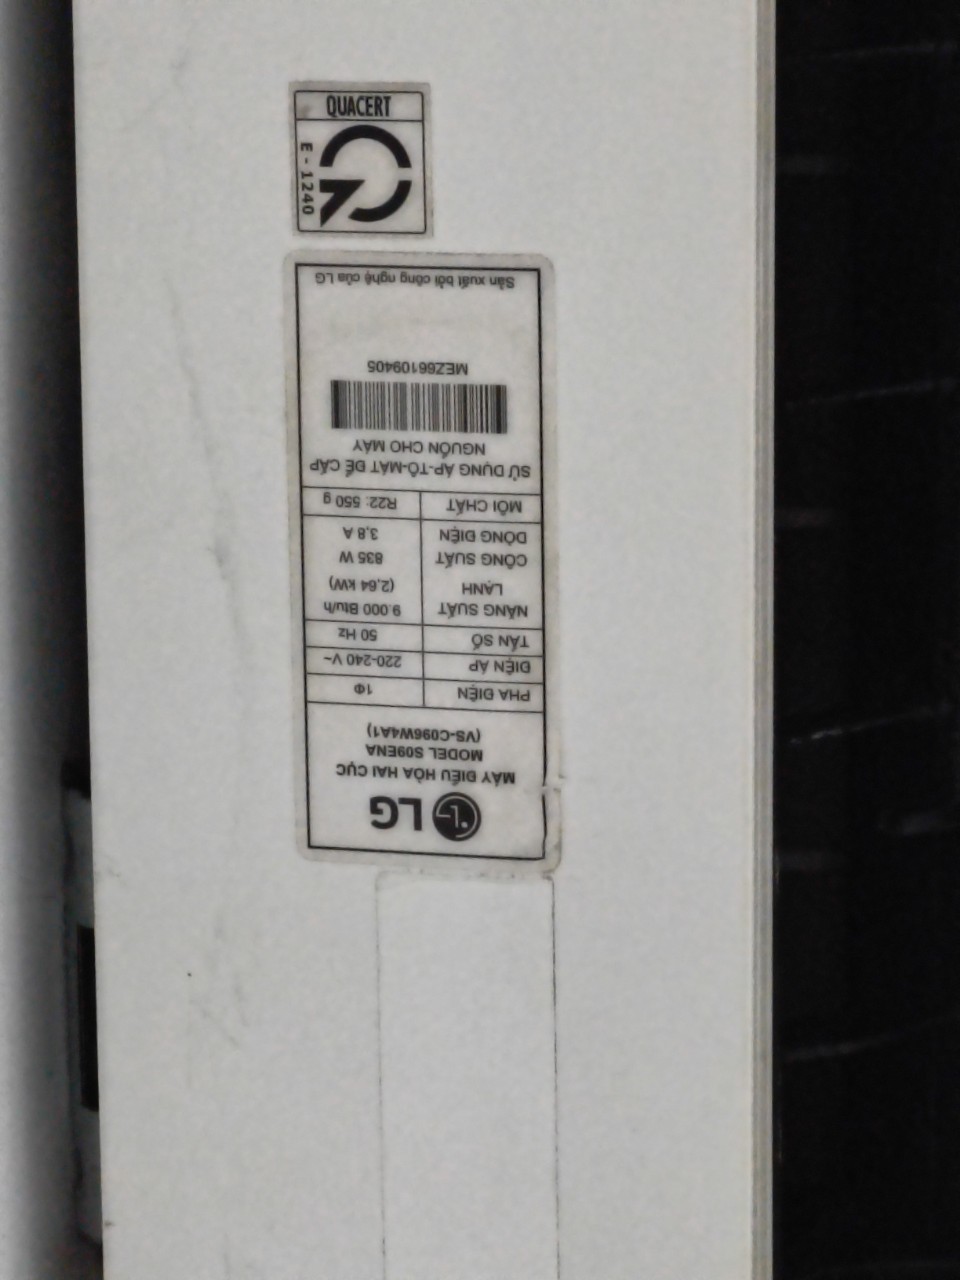 QUACERT
E - 1240
LG
MÁY ĐIỀU HÒA HAI CỤC
MODEL S09ENA
(VS-C096W4A1)
PHA ĐIỆN 1Φ
ĐIỆN ÁP 220-240 V~
TẦN SỐ 50 Hz
NĂNG SUẤT 9.000 Btu/h
LẠNH (2,64 kW)
CÔNG SUẤT 835 W
DÒNG ĐIỆN 3,8 A
MÔI CHẤT R22: 550 g
SỬ DỤNG ÁP-TÔ-MÁT ĐỂ CẤP
NGUỒN CHO MÁY
MEZ66109405
Sản xuất bởi công nghệ của LG